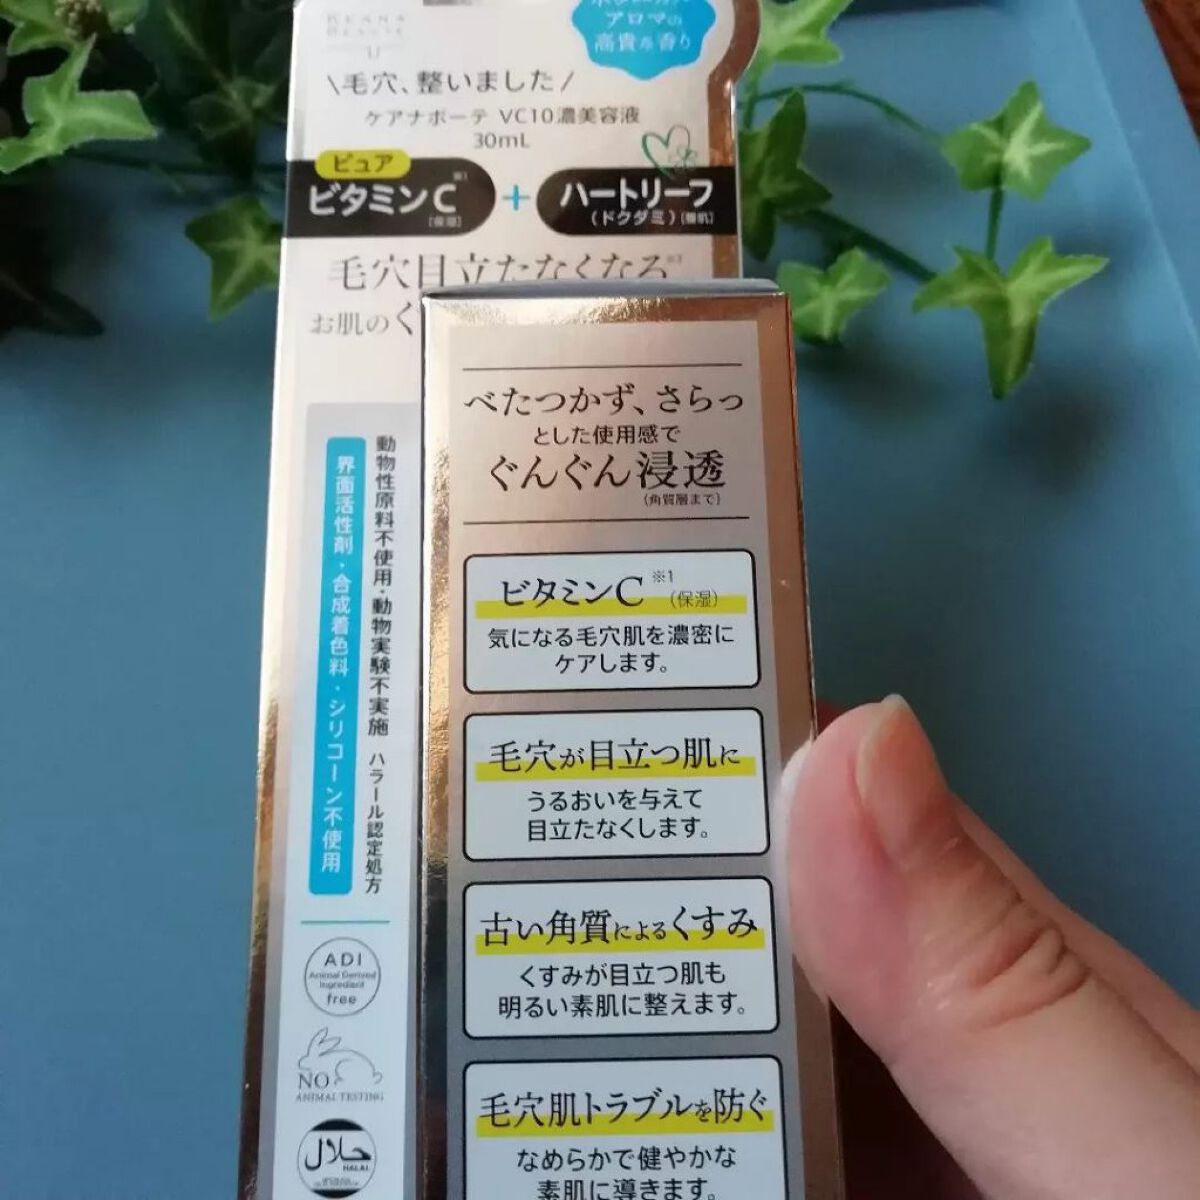 KEANA
BEAUTE
アロマの
高貴な香り
\毛穴、整いました/
ケアナボーテ VC10濃美容液
30mL
ピュア
ビタミンC ※1
[保湿]
+
ハートリーフ
(ドクダミ)[整肌]
毛穴目立たなくなる ※3
お肌のく
動物性原料不使用・動物実験不実施 ハラール認定処方
界面活性剤・合成着色料・シリコーン不使用
ADI
Animal Derived
Ingredient
free
NO
ANIMAL TESTING
حلال
HALAL
べたつかず、さらっ
とした使用感で
ぐんぐん浸透
(角質層まで)
ビタミンC ※1 (保湿)
気になる毛穴肌を濃密に
ケアします。
毛穴が目立つ肌に
うるおいを与えて
目立たなくします。
古い角質によるくすみ
くすみが目立つ肌も
明るい素肌に整えます。
毛穴肌トラブルを防ぐ
なめらかで健やかな
素肌に導きます。